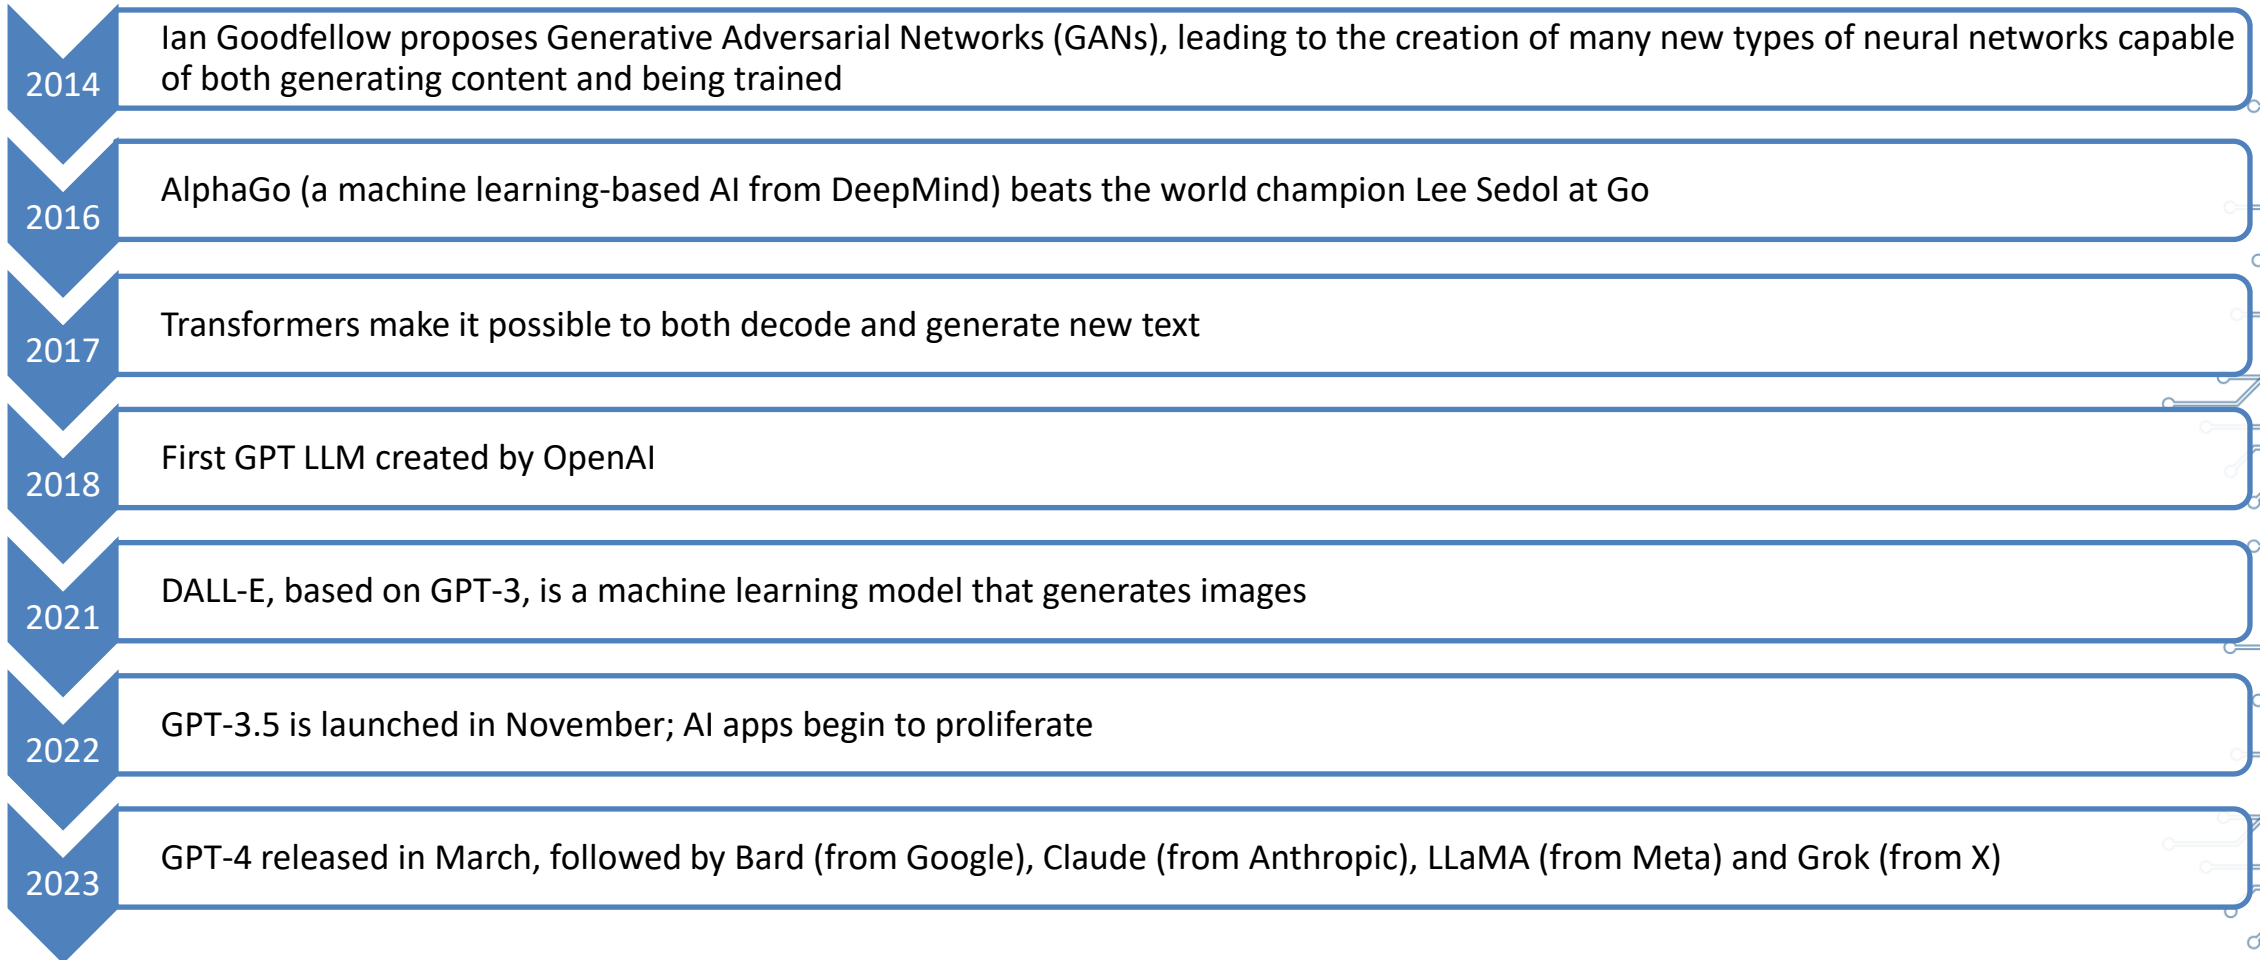 2014
Ian Goodfellow proposes Generative Adversarial Networks (GANs), leading to the creation of many new types of neural networks capable
of both generating content and being trained
2016
AlphaGo (a machine learning-based AI from DeepMind) beats the world champion Lee Sedol at Go
2017
Transformers make it possible to both decode and generate new text
2018
First GPT LLM created by OpenAI
2021
DALL-E, based on GPT-3, is a machine learning model that generates images
2022
GPT-3.5 is launched in November; AI apps begin to proliferate
2023
GPT-4 released in March, followed by Bard (from Google), Claude (from Anthropic), LLaMA (from Meta) and Grok (from X)